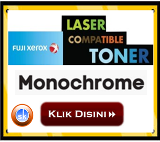 LASER
COMPATIBLE
FUJI XEROX
TONER
Monochrome
KLIK DISINI